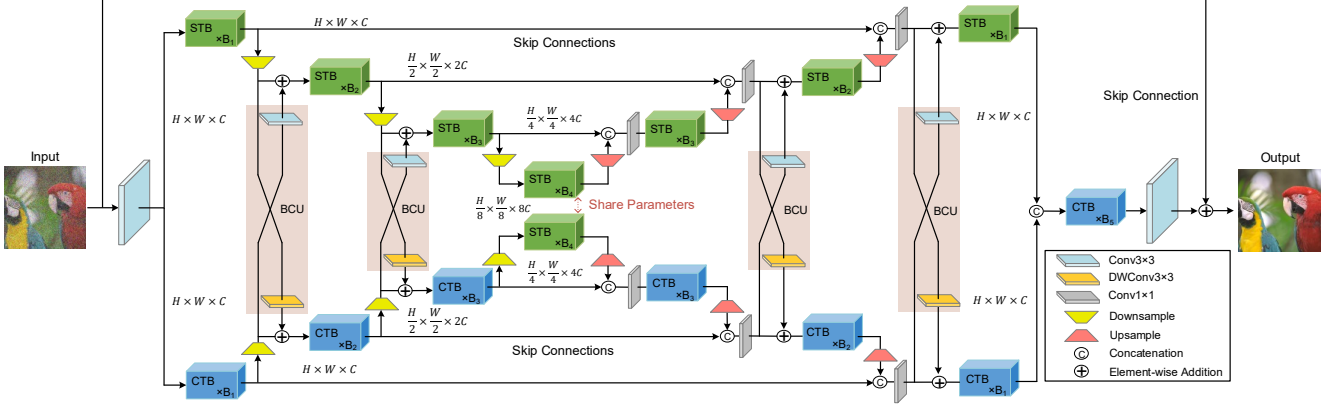 STB
×B₁
H × W × C
Skip Connections
STB
×B₁
STB
×B₂
H/2 × W/2 × 2C
STB
×B₂
Skip Connection
H × W × C
STB
×B₃
H/4 × W/4 × 4C
STB
×B₃
H × W × C
Input
Output
BCU
BCU
STB
×B₄
H/8 × W/8 × 8C
Share Parameters
BCU
BCU
CTB
×B₅
STB
×B₄
H/4 × W/4 × 4C
CTB
×B₃
CTB
×B₃
H × W × C
H × W × C
CTB
×B₂
H/2 × W/2 × 2C
Skip Connections
CTB
×B₂
CTB
×B₁
H × W × C
CTB
×B₁
Conv3×3
DWConv3×3
Conv1×1
Downsample
Upsample
C Concatenation
Element-wise Addition
C
C
C
C
C
C
C